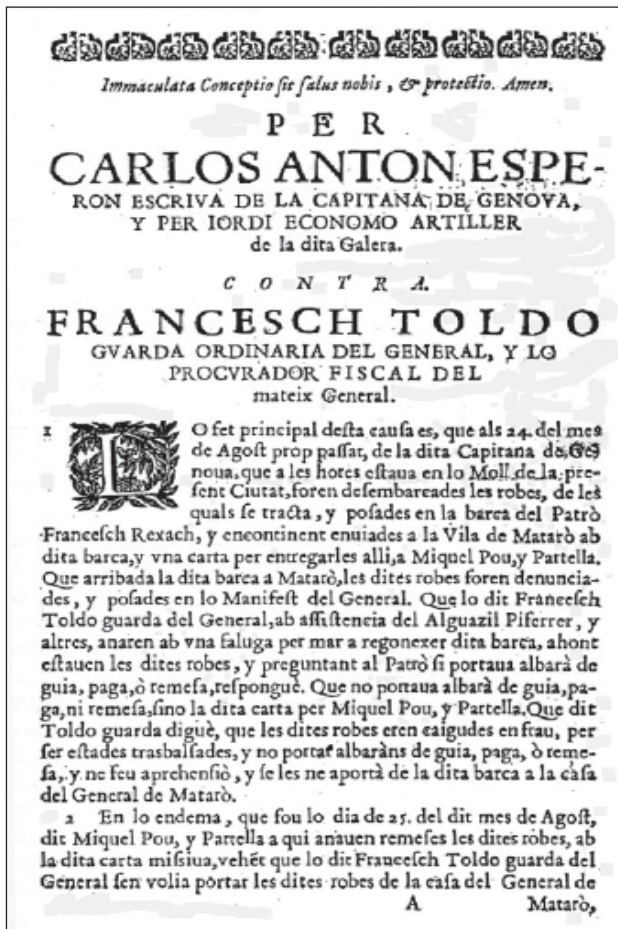 Immaculata Conceptio sit salus nobis, & protectio. Amen.
PER
CARLOS ANTON ESPE-
RON ESCRIVA DE LA CAPITANA DE GENOVA,
Y PER IORDI ECONOMO ARTILLER
de la dita Galera.
CONTRA.
FRANCESCH TOLDO
GVARDA ORDINARIA DEL GENERAL, Y LO
PROCVRADOR FISCAL DEL
mateix General.
1 LO fet principal desta causa es, que als 24. del mes
de Agost prop passat, de la dita Capitana de Ge-
noua, que a les hores estaua en lo Moll de la pre-
sent Ciutat, foren desembarcades les robes, de les
quals se tracta, y posades en la barca del Patrò
Francesch Rexach, y encontinent enuiades a la Vila de Mataró ab
dita barca, y vna carta per entregarles alli, a Miquel Pou, y Partella.
Que arribada la dita barca a Mataró, les dites robes foren denuncia-
des, y posades en lo Manifest del General. Que lo dit Francesch
Toldo guarda del General, ab assistencia del Alguazil Piferrer, y
altres, anaren ab vna faluga per mar a regonexer dita barca, ahont
estauen les dites robes, y preguntant al Patrò si portaua albarà de
guia, paga, ò remesa, responguè. Que no portaua albarà de guia, pa-
ga, ni remesa, sino la dita carta per Miquel Pou, y Partella. Que dit
Toldo guarda diguè, que les dites robes eren caigudes en frau, per
ser estades trasbalsades, y no portar albaràns de guia, paga, ò reme-
sa, y ne feu aprehensiò, y se les ne aportà de la dita barca a la casa
del General de Mataró.
2 En lo endema, que fou lo dia de 25. del dit mes de Agost,
dit Miquel Pou, y Partella a qui anauen remeses les dites robes, ab
la dita carta missiua, vehēt que lo dit Francesch Toldo guarda del
General sen volia portar les dites robes de la casa del General de
A Mataró,